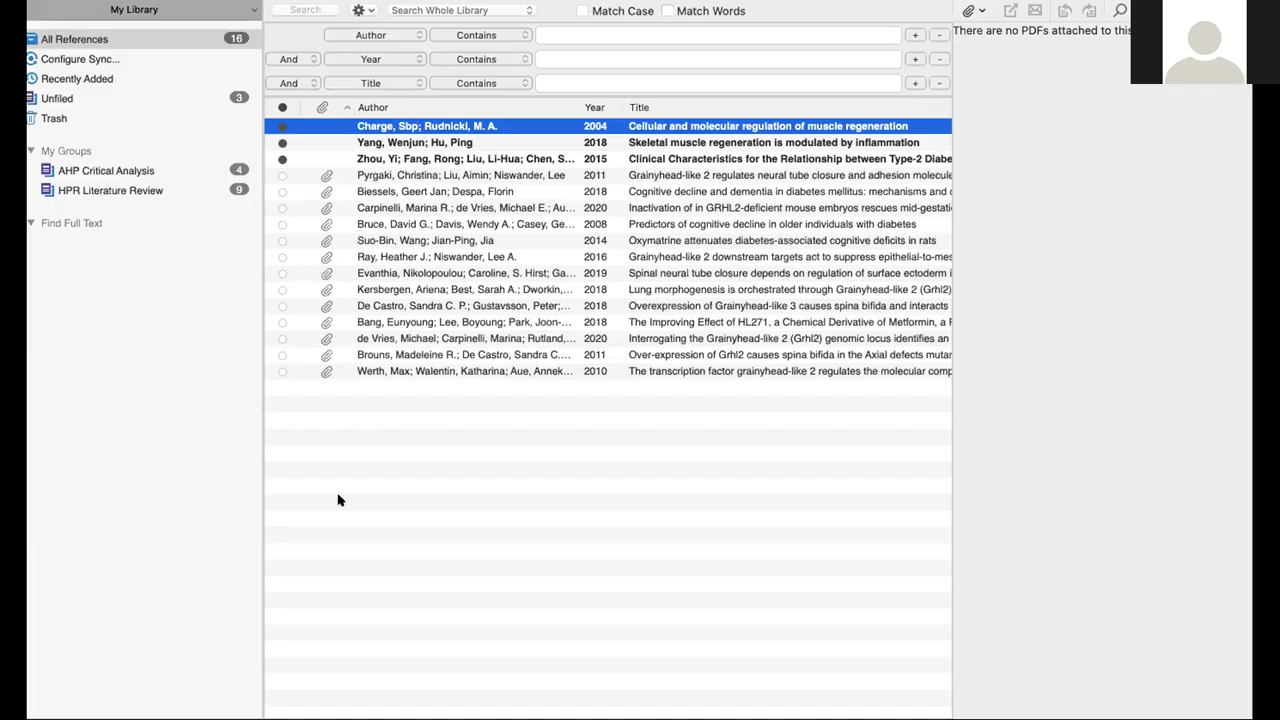 My Library
All References 16
Configure Sync...
Recently Added
Unfiled 3
Trash
My Groups
AHP Critical Analysis 4
HPR Literature Review 9
Find Full Text
Search Search Whole Library Match Case Match Words
Author Contains + -
And Year Contains + -
And Title Contains + -
Author Year Title
Charge, Sbp; Rudnicki, M. A. 2004 Cellular and molecular regulation of muscle regeneration
Yang, Wenjun; Hu, Ping 2018 Skeletal muscle regeneration is modulated by inflammation
Zhou, Yi; Fang, Rong; Liu, Li-Hua; Chen, S... 2015 Clinical Characteristics for the Relationship between Type-2 Diabe
Pyrgaki, Christina; Liu, Aimin; Niswander, Lee 2011 Grainyhead-like 2 regulates neural tube closure and adhesion molecule
Biessels, Geert Jan; Despa, Florin 2018 Cognitive decline and dementia in diabetes mellitus: mechanisms and c
Carpinelli, Marina R.; de Vries, Michael E.; Au... 2020 Inactivation of in GRHL2-deficient mouse embryos rescues mid-gestati
Bruce, David G.; Davis, Wendy A.; Casey, Ge... 2008 Predictors of cognitive decline in older individuals with diabetes
Suo-Bin, Wang; Jian-Ping, Jia 2014 Oxymatrine attenuates diabetes-associated cognitive deficits in rats
Ray, Heather J.; Niswander, Lee A. 2016 Grainyhead-like 2 downstream targets act to suppress epithelial-to-mes
Evanthia, Nikolopoulou; Caroline, S. Hirst; Ga... 2019 Spinal neural tube closure depends on regulation of surface ectoderm i
Kersbergen, Ariena; Best, Sarah A.; Dworkin,... 2018 Lung morphogenesis is orchestrated through Grainyhead-like 2 (Grhl2)
De Castro, Sandra C. P.; Gustavsson, Peter;... 2018 Overexpression of Grainyhead-like 3 causes spina bifida and interacts
Bang, Eunyoung; Lee, Boyoung; Park, Joon-... 2018 The Improving Effect of HL271, a Chemical Derivative of Metformin, a F
de Vries, Michael; Carpinelli, Marina; Rutland,... 2020 Interrogating the Grainyhead-like 2 (Grhl2) genomic locus identifies an
Brouns, Madeleine R.; De Castro, Sandra C.... 2011 Over-expression of Grhl2 causes spina bifida in the Axial defects mutar
Werth, Max; Walentin, Katharina; Aue, Annek... 2010 The transcription factor grainyhead-like 2 regulates the molecular comp
There are no PDFs attached to this